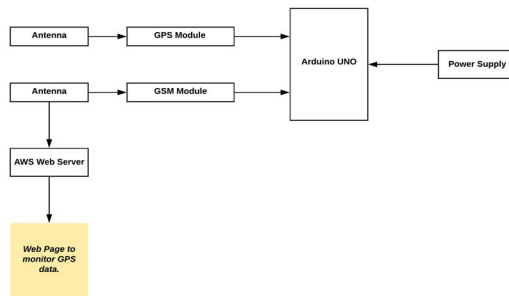 Antenna
GPS Module
Arduino UNO
Power Supply
Antenna
GSM Module
AWS Web Server
Web Page to
monitor GPS
data.